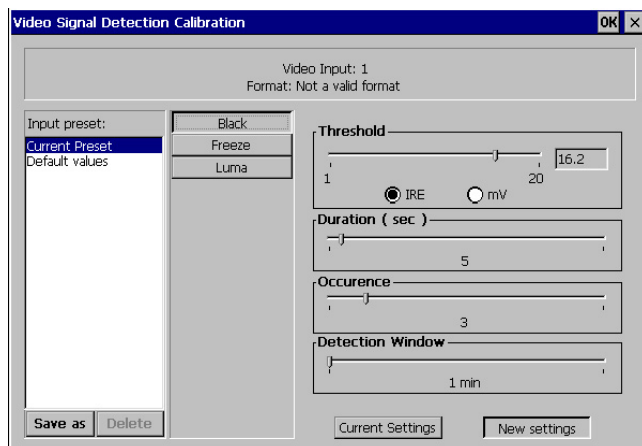 Video Signal Detection Calibration
OK
Video Input: 1
Format: Not a valid format
Input preset:
Current Preset
Default values
Save as
Delete
Black
Freeze
Luma
Threshold
16.2
1 20
IRE mV
Duration ( sec )
5
Occurence
3
Detection Window
1 min
Current Settings
New settings